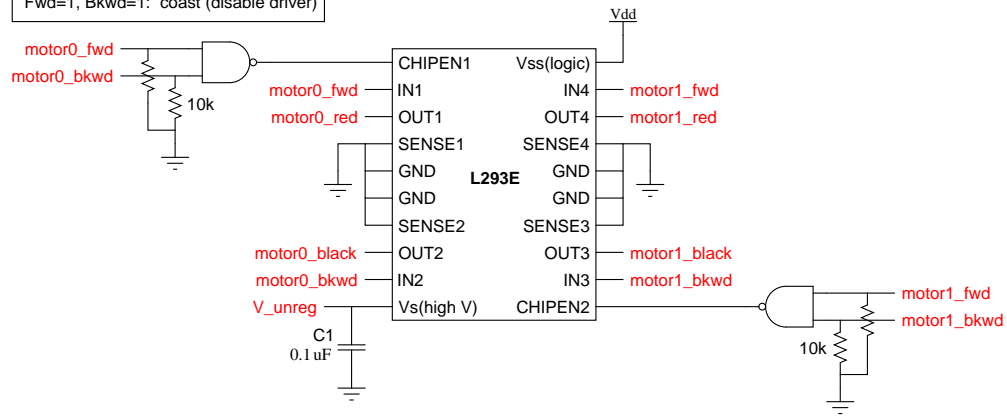 Fwd=1, Bkwd=1: coast (disable driver)
Vdd
motor0_fwd
motor0_bkwd
10k
CHIPEN1
Vss(logic)
motor0_fwd
IN1
IN4
motor1_fwd
motor0_red
OUT1
OUT4
motor1_red
SENSE1
SENSE4
GND
GND
L293E
GND
GND
SENSE2
SENSE3
motor0_black
OUT2
OUT3
motor1_black
motor0_bkwd
IN2
IN3
motor1_bkwd
V_unreg
Vs(high V)
CHIPEN2
motor1_fwd
motor1_bkwd
C1
0.1uF
10k